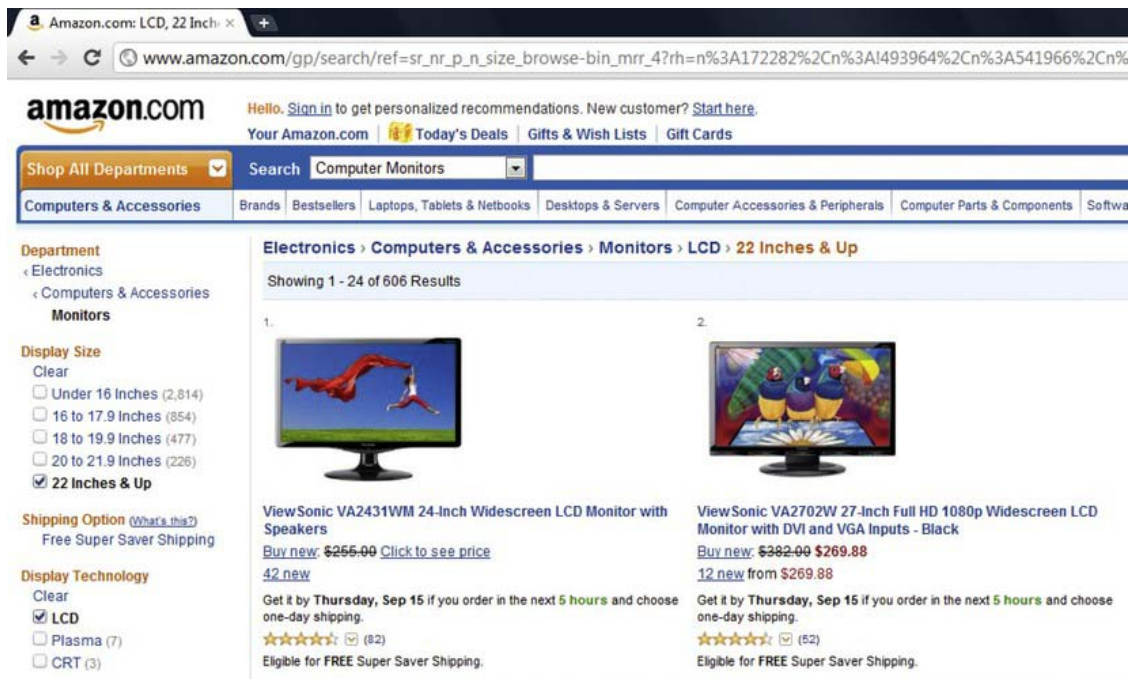 Amazon.com: LCD, 22 Inch
www.amazon.com/gp/search/ref=sr_nr_p_n_size_browse-bin_mrr_4?rh=n%3A172282%2Cn%3AI493964%2Cn%3A541966%2Cn%
amazon.com
Hello. Sign in to get personalized recommendations. New customer? Start here.
Your Amazon.com Today's Deals Gifts & Wish Lists Gift Cards
Shop All Departments Search Computer Monitors
Computers & Accessories Brands Bestsellers Laptops, Tablets & Netbooks Desktops & Servers Computer Accessories & Peripherals Computer Parts & Components Softwa
Department
‹ Electronics
‹ Computers & Accessories
Monitors
Display Size
Clear
Under 16 Inches (2,814)
16 to 17.9 Inches (854)
18 to 19.9 Inches (477)
20 to 21.9 Inches (226)
22 Inches & Up
Shipping Option (What's this?)
Free Super Saver Shipping
Display Technology
Clear
LCD
Plasma (7)
CRT (3)
Electronics › Computers & Accessories › Monitors › LCD › 22 Inches & Up
Showing 1 - 24 of 606 Results
1.
ViewSonic VA2431WM 24-Inch Widescreen LCD Monitor with
Speakers
Buy new: $255.00 Click to see price
42 new
Get it by Thursday, Sep 15 if you order in the next 5 hours and choose
one-day shipping.
(82)
Eligible for FREE Super Saver Shipping.
2.
ViewSonic VA2702W 27-Inch Full HD 1080p Widescreen LCD
Monitor with DVI and VGA Inputs - Black
Buy new: $382.00 $269.88
12 new from $269.88
Get it by Thursday, Sep 15 if you order in the next 5 hours and choose
one-day shipping.
(52)
Eligible for FREE Super Saver Shipping.